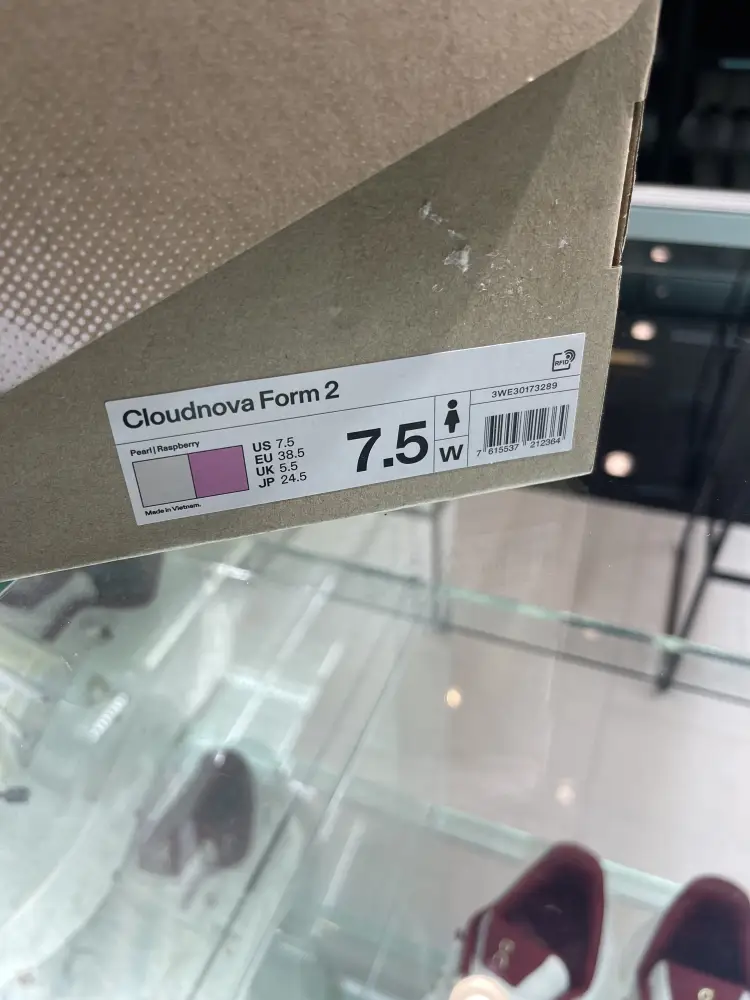 RFID
Cloudnova Form 2
3WE30173289
Pearl | Raspberry
US 7.5
EU 38.5
UK 5.5
JP 24.5
7.5
W
7 615537 212364
Made in Vietnam.